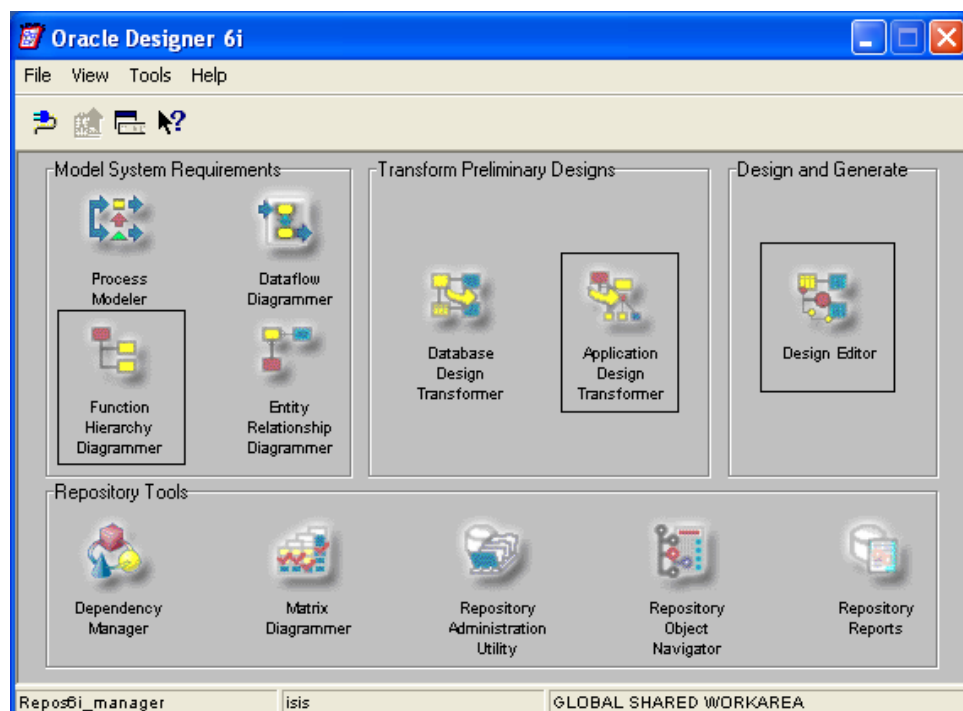 Oracle Designer 6i
File View Tools Help
Model System Requirements
Transform Preliminary Designs
Design and Generate
Process
Modeler
Dataflow
Diagrammer
Function
Hierarchy
Diagrammer
Entity
Relationship
Diagrammer
Database
Design
Transformer
Application
Design
Transformer
Design Editor
Repository Tools
Dependency
Manager
Matrix
Diagrammer
Repository
Administration
Utility
Repository
Object
Navigator
Repository
Reports
Repos6i_manager
isis
GLOBAL SHARED WORKAREA